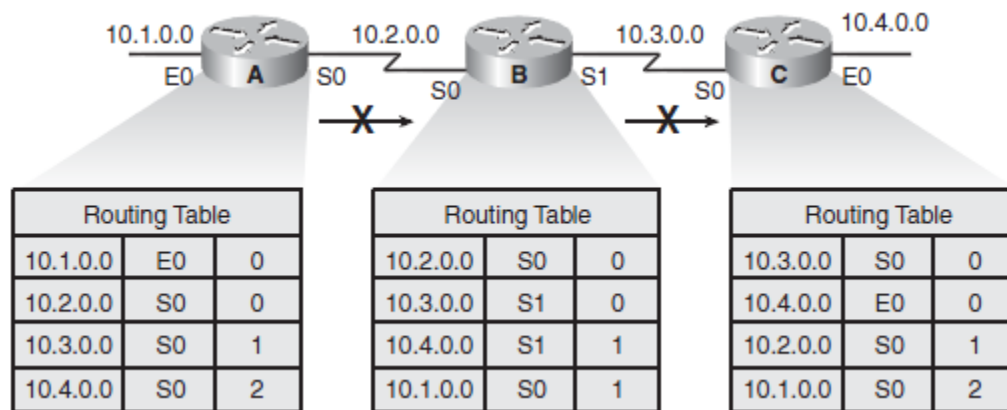 10.1.0.0 10.2.0.0 10.3.0.0 10.4.0.0
E0 A S0 S0 B S1 S0 C E0
X X
Routing Table
10.1.0.0 E0 0
10.2.0.0 S0 0
10.3.0.0 S0 1
10.4.0.0 S0 2
Routing Table
10.2.0.0 S0 0
10.3.0.0 S1 0
10.4.0.0 S1 1
10.1.0.0 S0 1
Routing Table
10.3.0.0 S0 0
10.4.0.0 E0 0
10.2.0.0 S0 1
10.1.0.0 S0 2